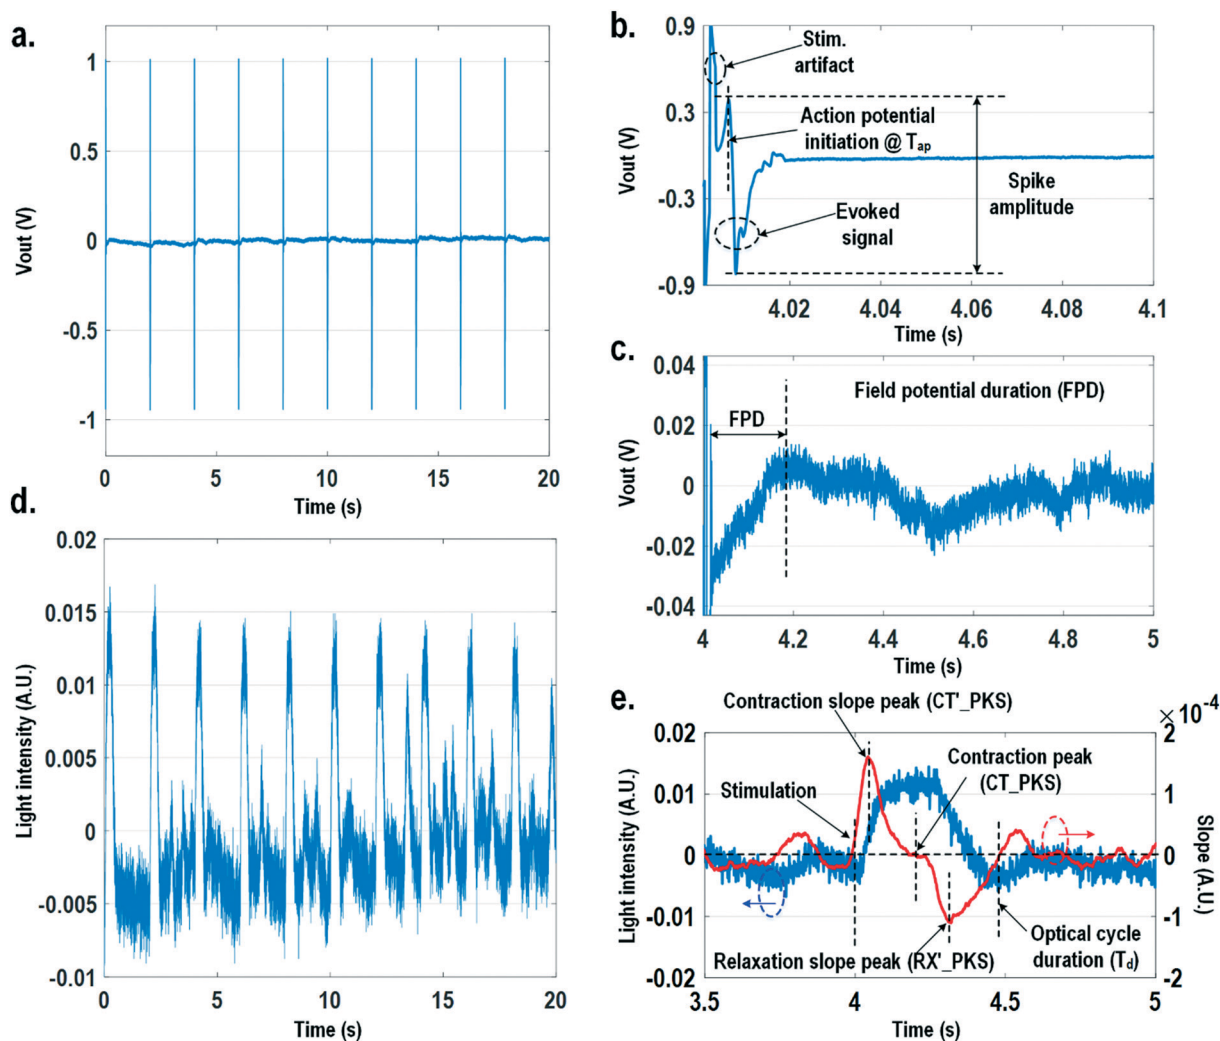 a.
1
0.5
0
-0.5
-1
Vout (V)
0
5
10
15
20
Time (s)
b.
0.9
0.3
-0.3
-0.9
Vout (V)
Stim.
artifact
Action potential
initiation @ Tap
Evoked
signal
Spike
amplitude
4.02
4.04
4.06
4.08
4.1
Time (s)
c.
0.04
0.02
0
-0.02
-0.04
Vout (V)
Field potential duration (FPD)
FPD
4
4.2
4.4
4.6
4.8
5
Time (s)
d.
0.02
0.015
0.01
0.005
0
-0.005
-0.01
Light intensity (A.U.)
0
5
10
15
20
Time (s)
e.
0.02
0.01
0
-0.01
-0.02
Light intensity (A.U.)
Contraction slope peak (CT'_PKS)
Contraction peak
(CT_PKS)
Stimulation
Relaxation slope peak (RX'_PKS)
Optical cycle
duration (Td)
×10-4
2
1
0
-1
-2
Slope (A.U.)
3.5
4
4.5
5
Time (s)